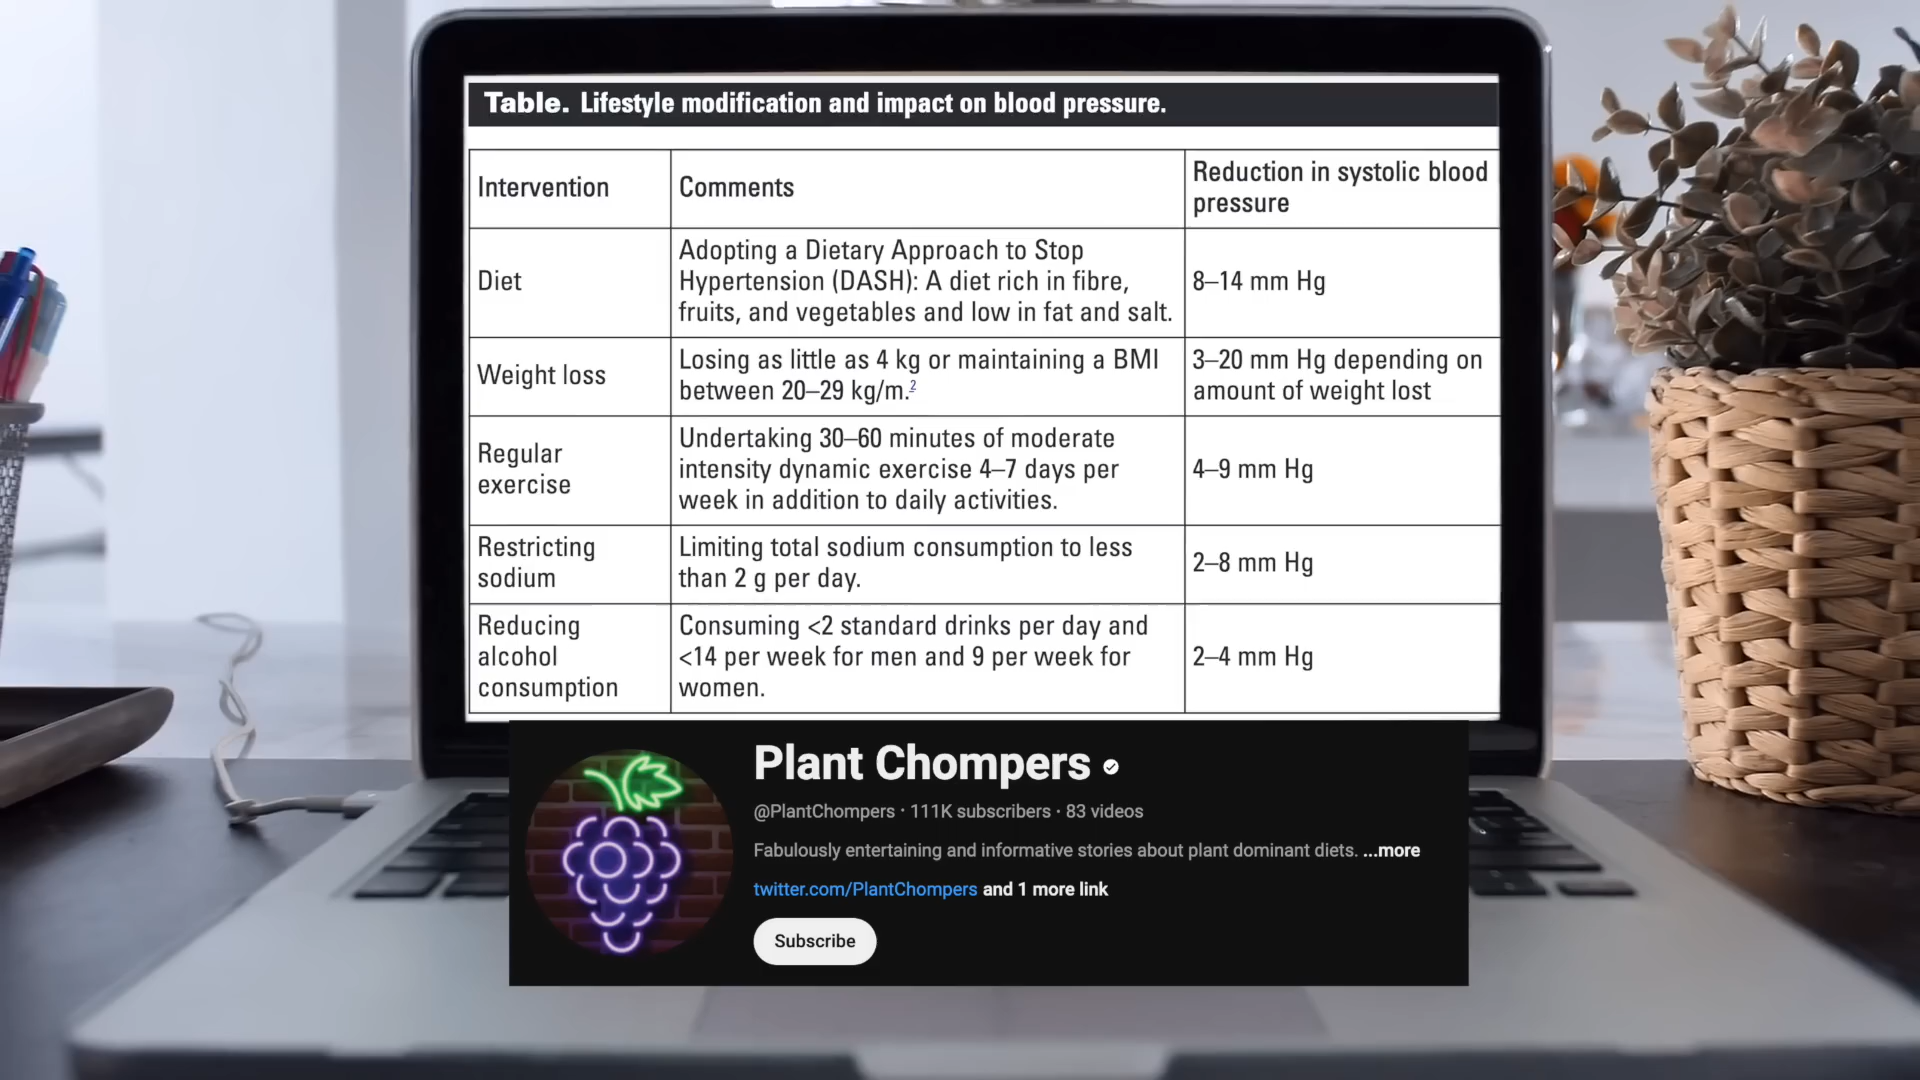 Table. Lifestyle modification and impact on blood pressure.
Intervention
Comments
Reduction in systolic blood
pressure
Diet
Adopting a Dietary Approach to Stop
Hypertension (DASH): A diet rich in fibre,
fruits, and vegetables and low in fat and salt.
8–14 mm Hg
Weight loss
Losing as little as 4 kg or maintaining a BMI
between 20–29 kg/m.2
3–20 mm Hg depending on
amount of weight lost
Regular
exercise
Undertaking 30–60 minutes of moderate
intensity dynamic exercise 4–7 days per
week in addition to daily activities.
4–9 mm Hg
Restricting
sodium
Limiting total sodium consumption to less
than 2 g per day.
2–8 mm Hg
Reducing
alcohol
consumption
Consuming <2 standard drinks per day and
<14 per week for men and 9 per week for
women.
2–4 mm Hg
Plant Chompers
@PlantChompers · 111K subscribers · 83 videos
Fabulously entertaining and informative stories about plant dominant diets. ...more
twitter.com/PlantChompers and 1 more link
Subscribe